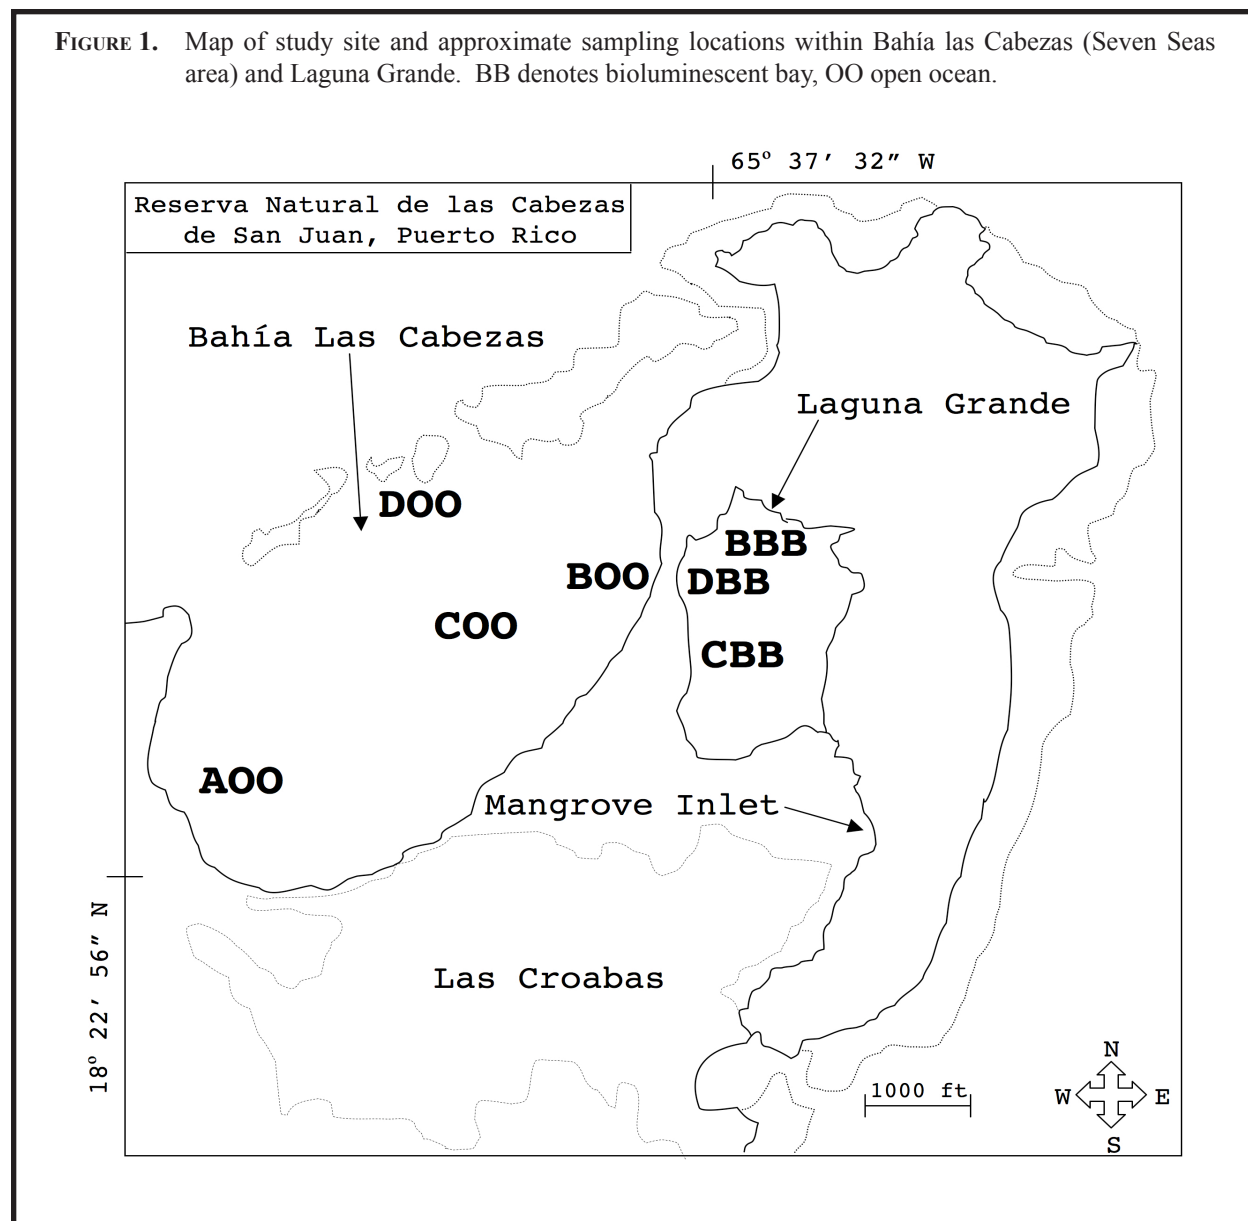 FIGURE 1. Map of study site and approximate sampling locations within Bahía las Cabezas (Seven Seas
area) and Laguna Grande. BB denotes bioluminescent bay, OO open ocean.
65º 37′ 32″ W
Reserva Natural de las Cabezas
de San Juan, Puerto Rico
Bahía Las Cabezas
Laguna Grande
DOO
BBB
BOO
DBB
COO
CBB
AOO
Mangrove Inlet
18º 22′ 56″ N
Las Croabas
1000 ft
N
W
E
S